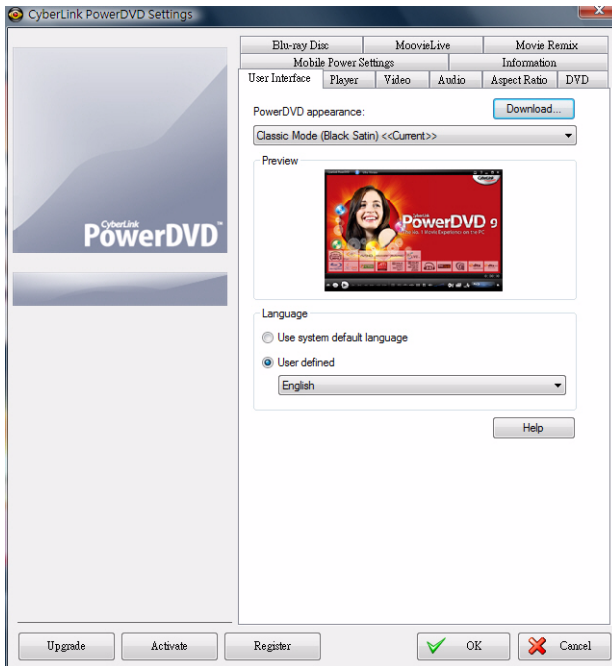 CyberLink PowerDVD Settings
Blu-ray Disc MoovieLive Movie Remix
Mobile Power Settings Information
User Interface Player Video Audio Aspect Ratio DVD
PowerDVD appearance: Download...
Classic Mode (Black Satin) <<Current>>
Preview
PowerDVD 9
CyberLink
PowerDVD™
Language
Use system default language
User defined
English
Help
Upgrade Activate Register OK Cancel